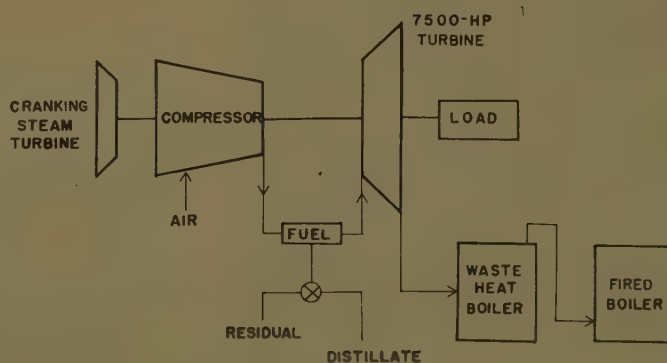 7500-HP
TURBINE
CRANKING
STEAM
TURBINE
COMPRESSOR
LOAD
AIR
FUEL
WASTE
HEAT
BOILER
FIRED
BOILER
RESIDUAL
DISTILLATE